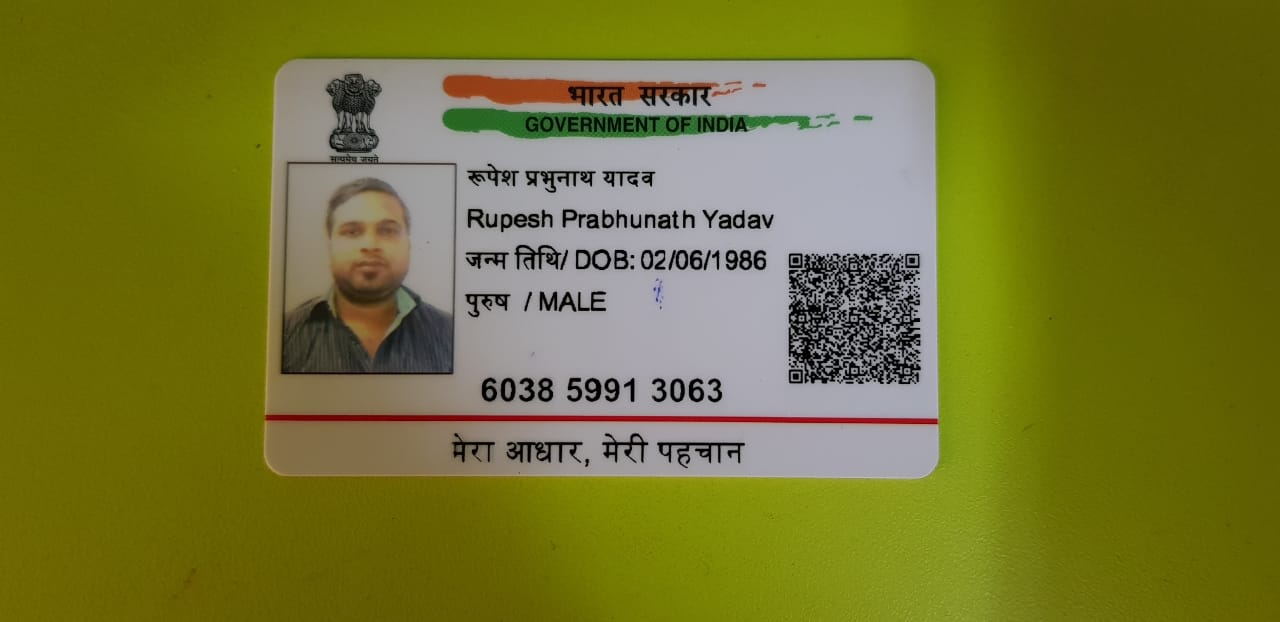 भारत सरकार
GOVERNMENT OF INDIA
सत्यमेव जयते
रूपेश प्रभुनाथ यादव
Rupesh Prabhunath Yadav
जन्म तिथि/ DOB: 02/06/1986
पुरुष / MALE
6038 5991 3063
मेरा आधार, मेरी पहचान